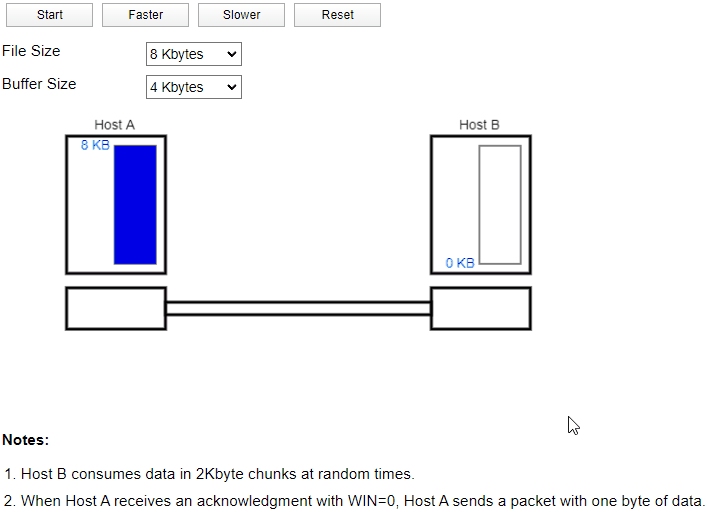 Start Faster Slower Reset
File Size 8 Kbytes
Buffer Size 4 Kbytes
Host A Host B
8 KB
0 KB
Notes:
1. Host B consumes data in 2Kbyte chunks at random times.
2. When Host A receives an acknowledgment with WIN=0, Host A sends a packet with one byte of data.